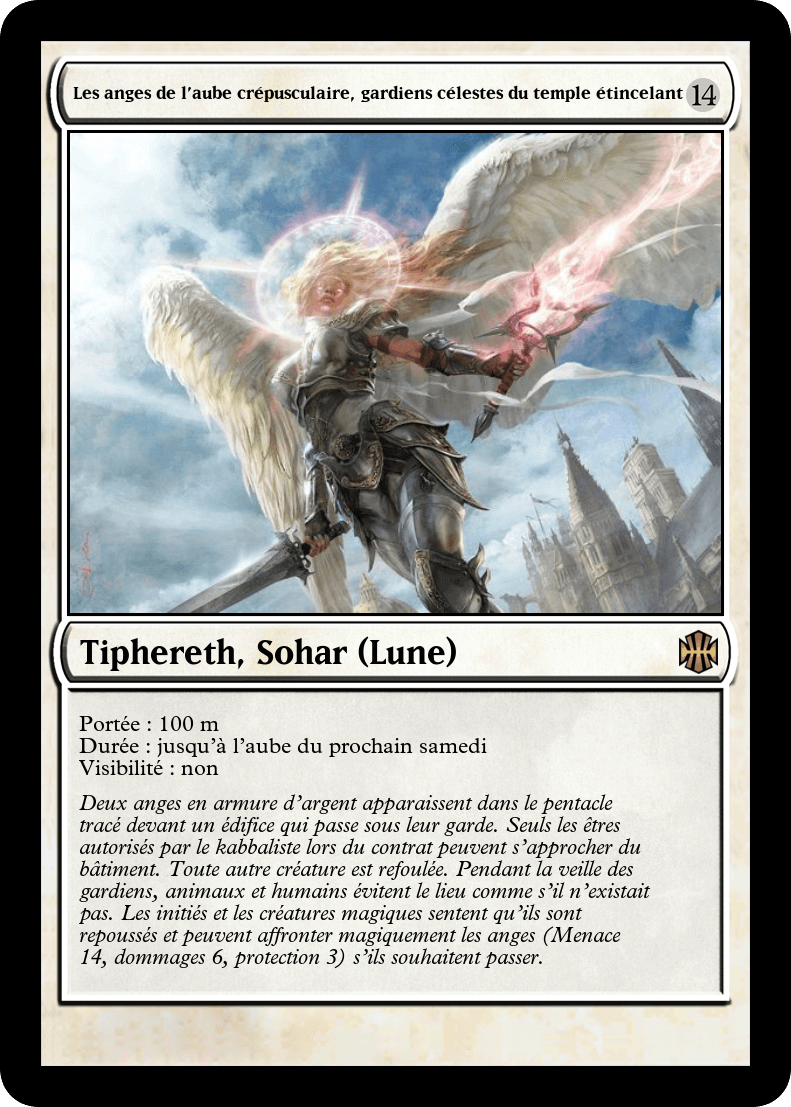 Les anges de l'aube crépusculaire, gardiens célestes du temple étincelant 14
Tiphereth, Sohar (Lune)
Portée : 100 m
Durée : jusqu'à l'aube du prochain samedi
Visibilité : non
Deux anges en armure d'argent apparaissent dans le pentacle
tracé devant un édifice qui passe sous leur garde. Seuls les êtres
autorisés par le kabbaliste lors du contrat peuvent s'approcher du
bâtiment. Toute autre créature est refoulée. Pendant la veille des
gardiens, animaux et humains évitent le lieu comme s'il n'existait
pas. Les initiés et les créatures magiques sentent qu'ils sont
repoussés et peuvent affronter magiquement les anges (Menace
14, dommages 6, protection 3) s'ils souhaitent passer.